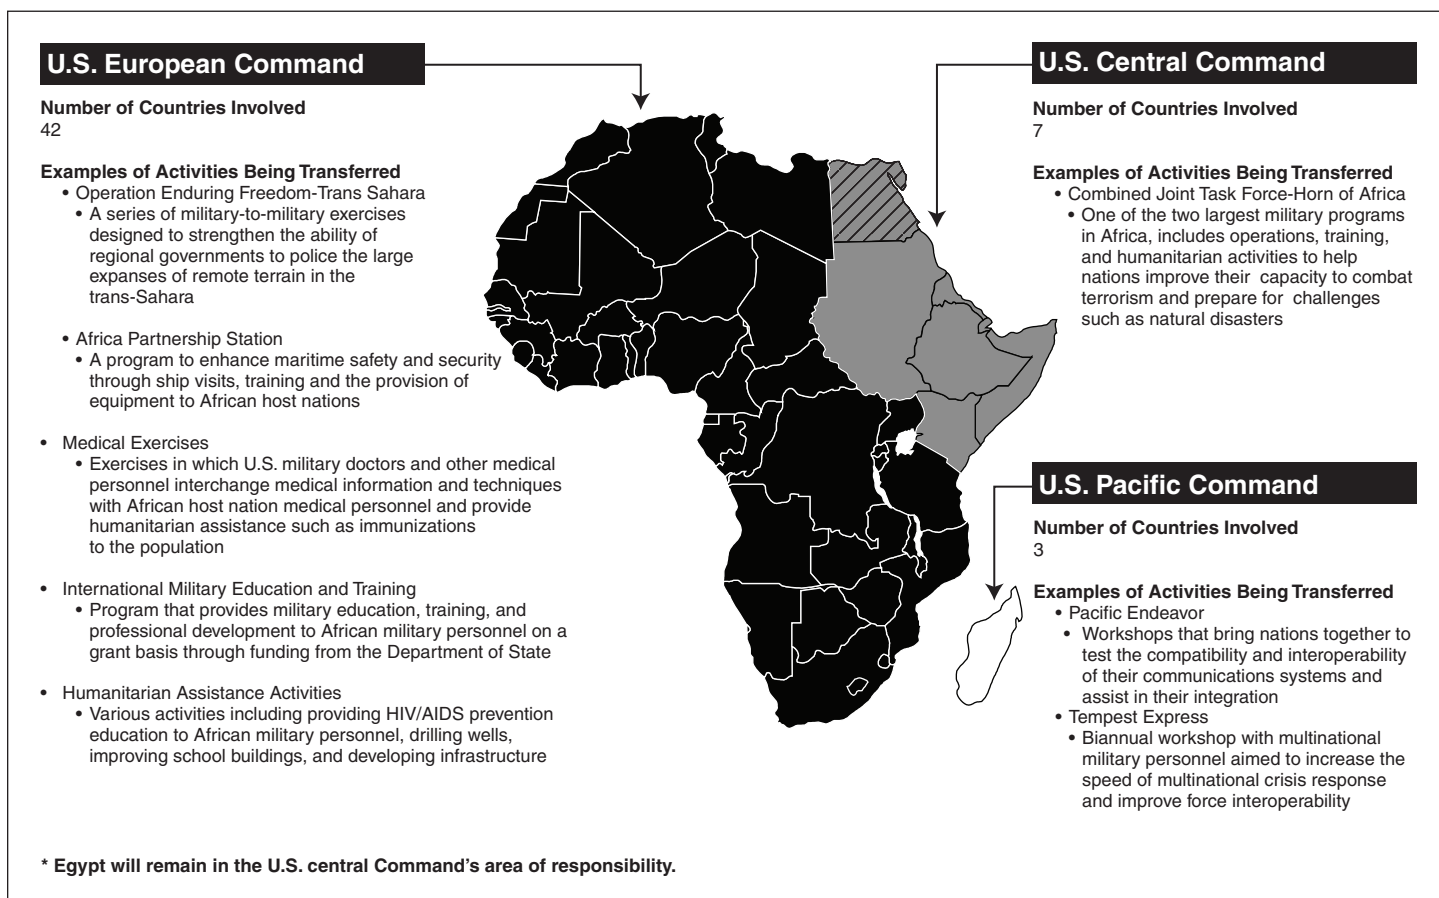 U.S. European Command
Number of Countries Involved
42
Examples of Activities Being Transferred
• Operation Enduring Freedom-Trans Sahara
• A series of military-to-military exercises
designed to strengthen the ability of
regional governments to police the large
expanses of remote terrain in the
trans-Sahara
• Africa Partnership Station
• A program to enhance maritime safety and security
through ship visits, training and the provision of
equipment to African host nations
• Medical Exercises
• Exercises in which U.S. military doctors and other medical
personnel interchange medical information and techniques
with African host nation medical personnel and provide
humanitarian assistance such as immunizations
to the population
• International Military Education and Training
• Program that provides military education, training, and
professional development to African military personnel on a
grant basis through funding from the Department of State
• Humanitarian Assistance Activities
• Various activities including providing HIV/AIDS prevention
education to African military personnel, drilling wells,
improving school buildings, and developing infrastructure
U.S. Central Command
Number of Countries Involved
7
Examples of Activities Being Transferred
• Combined Joint Task Force-Horn of Africa
• One of the two largest military programs
in Africa, includes operations, training,
and humanitarian activities to help
nations improve their capacity to combat
terrorism and prepare for challenges
such as natural disasters
U.S. Pacific Command
Number of Countries Involved
3
Examples of Activities Being Transferred
• Pacific Endeavor
• Workshops that bring nations together to
test the compatibility and interoperability
of their communications systems and
assist in their integration
• Tempest Express
• Biannual workshop with multinational
military personnel aimed to increase the
speed of multinational crisis response
and improve force interoperability
* Egypt will remain in the U.S. central Command's area of responsibility.